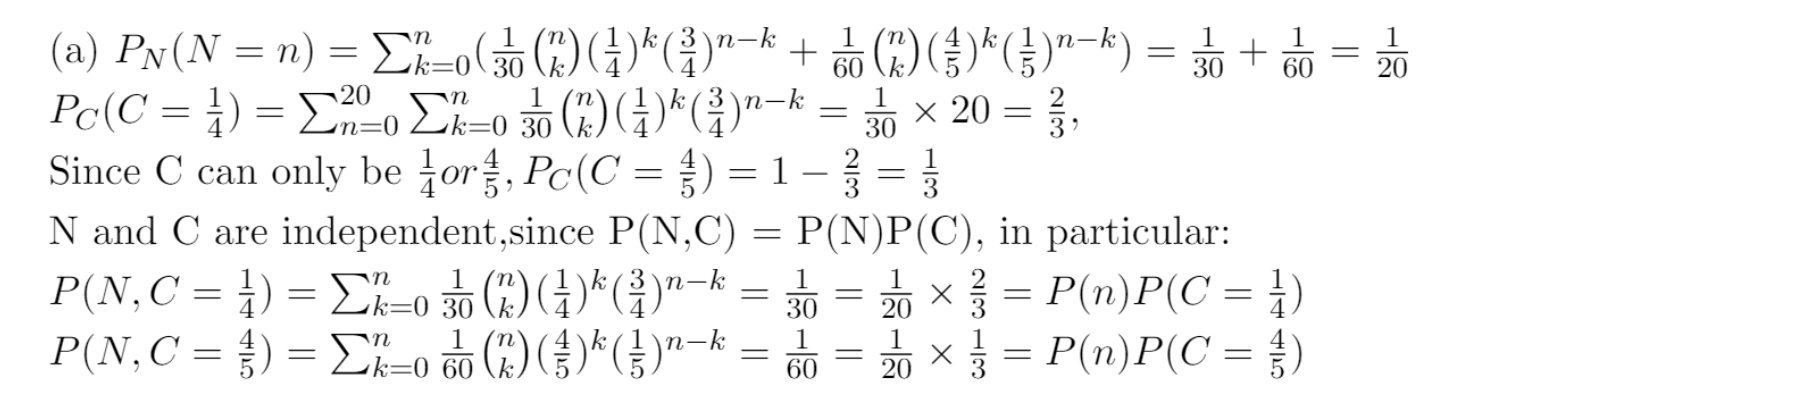 (a) $P_N(N = n) = \sum_{k=0}^{n}(\frac{1}{30}\binom{n}{k}(\frac{1}{4})^k(\frac{3}{4})^{n-k} + \frac{1}{60}\binom{n}{k}(\frac{4}{5})^k(\frac{1}{5})^{n-k}) = \frac{1}{30} + \frac{1}{60} = \frac{1}{20}$
$P_C(C = \frac{1}{4}) = \sum_{n=0}^{20}\sum_{k=0}^{n}\frac{1}{30}\binom{n}{k}(\frac{1}{4})^k(\frac{3}{4})^{n-k} = \frac{1}{30} \times 20 = \frac{2}{3},$
Since C can only be $\frac{1}{4}or\frac{4}{5}, P_C(C = \frac{4}{5}) = 1 - \frac{2}{3} = \frac{1}{3}$
N and C are independent,since P(N,C) = P(N)P(C), in particular:
$P(N, C = \frac{1}{4}) = \sum_{k=0}^{n}\frac{1}{30}\binom{n}{k}(\frac{1}{4})^k(\frac{3}{4})^{n-k} = \frac{1}{30} = \frac{1}{20} \times \frac{2}{3} = P(n)P(C = \frac{1}{4})$
$P(N, C = \frac{4}{5}) = \sum_{k=0}^{n}\frac{1}{60}\binom{n}{k}(\frac{4}{5})^k(\frac{1}{5})^{n-k} = \frac{1}{60} = \frac{1}{20} \times \frac{1}{3} = P(n)P(C = \frac{4}{5})$